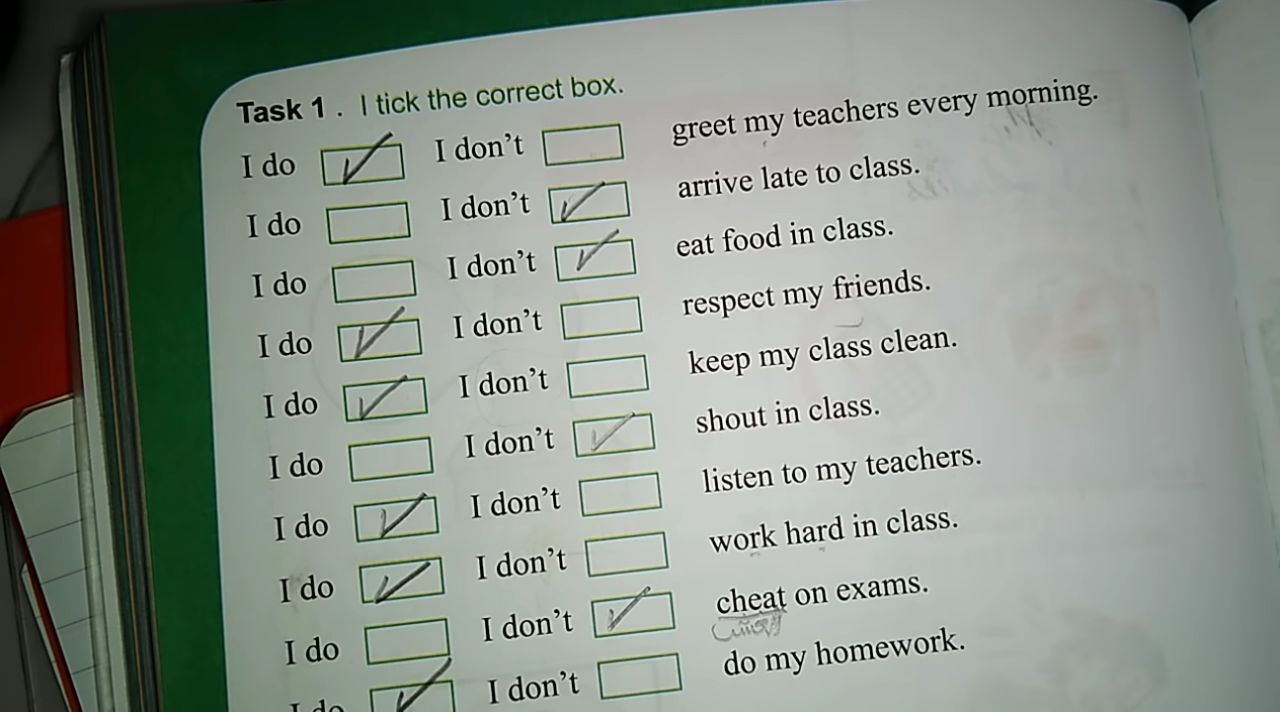 Task 1 . I tick the correct box.
I do ✓ I don't greet my teachers every morning.
I do I don't ✓ arrive late to class.
I do I don't ✓ eat food in class.
I do ✓ I don't respect my friends.
I do ✓ I don't keep my class clean.
I do I don't ✓ shout in class.
I do ✓ I don't listen to my teachers.
I do ✓ I don't work hard in class.
I do I don't ✓ cheat on exams.
I do ✓ I don't do my homework.